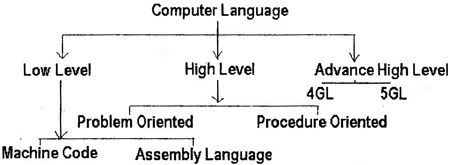 Computer Language
Low Level High Level Advance High Level
4GL 5GL
Problem Oriented Procedure Oriented
Machine Code Assembly Language